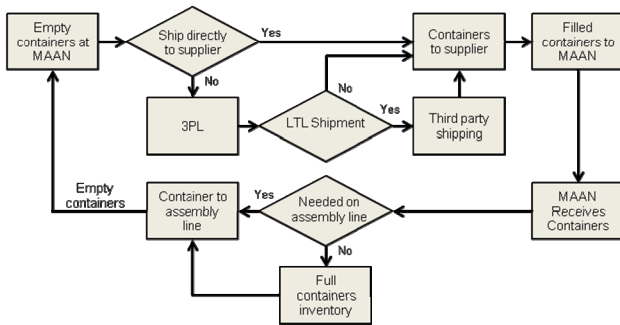 Empty
containers at
MAAN
Ship directly
to supplier
Yes
Containers
to supplier
Filled
containers to
MAAN
No
3PL
LTL Shipment
No
Yes
Third party
shipping
Empty
containers
Container to
assembly
line
Yes
Needed on
assembly line
MAAN
Receives
Containers
No
Full
containers
inventory